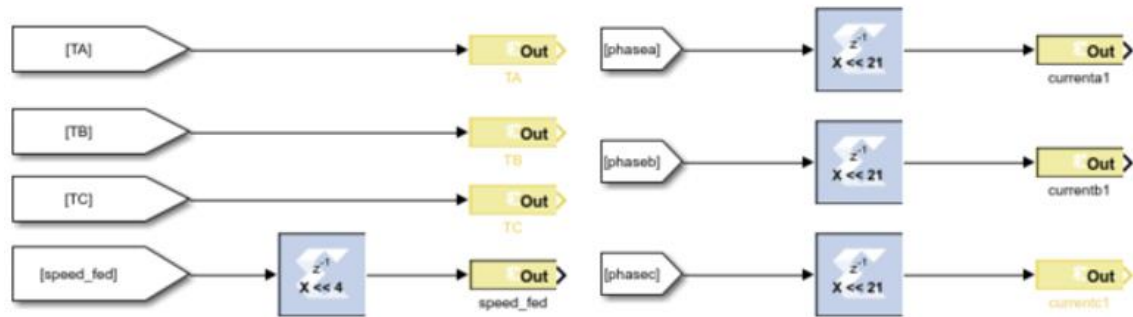 [TA]
Out
TA
[TB]
Out
TB
[TC]
Out
TC
[speed_fed]
z-1
X << 4
Out
speed_fed
[phasea]
z-1
X << 21
Out
currenta1
[phaseb]
z-1
X << 21
Out
currentb1
[phasec]
z-1
X << 21
Out
currentc1